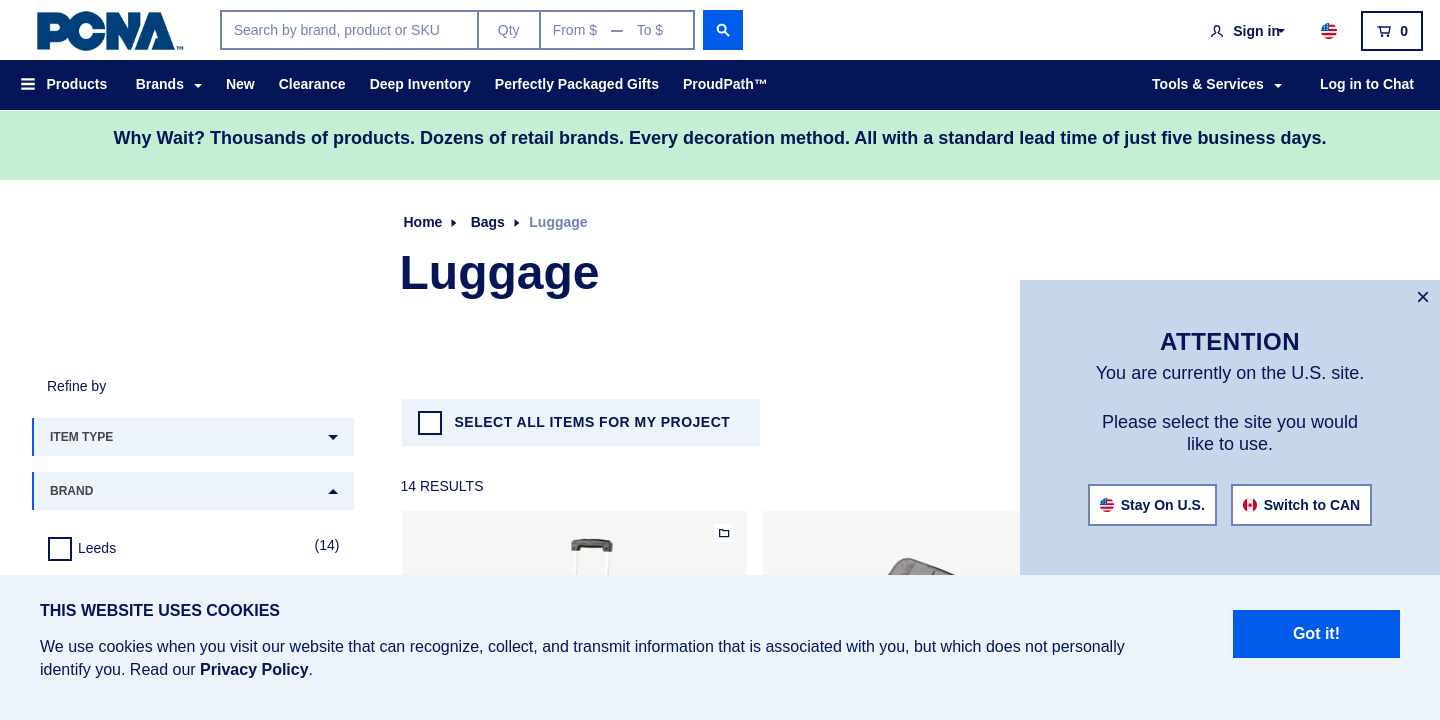 PCNA™
Search by brand, product or SKU
Qty
From $ — To $
Sign in
0
Products
Brands
New
Clearance
Deep Inventory
Perfectly Packaged Gifts
ProudPath™
Tools & Services
Log in to Chat
Why Wait? Thousands of products. Dozens of retail brands. Every decoration method. All with a standard lead time of just five business days.
Home
Bags
Luggage
Luggage
Refine by
ITEM TYPE
BRAND
Leeds
(14)
SELECT ALL ITEMS FOR MY PROJECT
14 RESULTS
ATTENTION
You are currently on the U.S. site.
Please select the site you would
like to use.
Stay On U.S.
Switch to CAN
THIS WEBSITE USES COOKIES
We use cookies when you visit our website that can recognize, collect, and transmit information that is associated with you, but which does not personally
identify you. Read our Privacy Policy.
Got it!